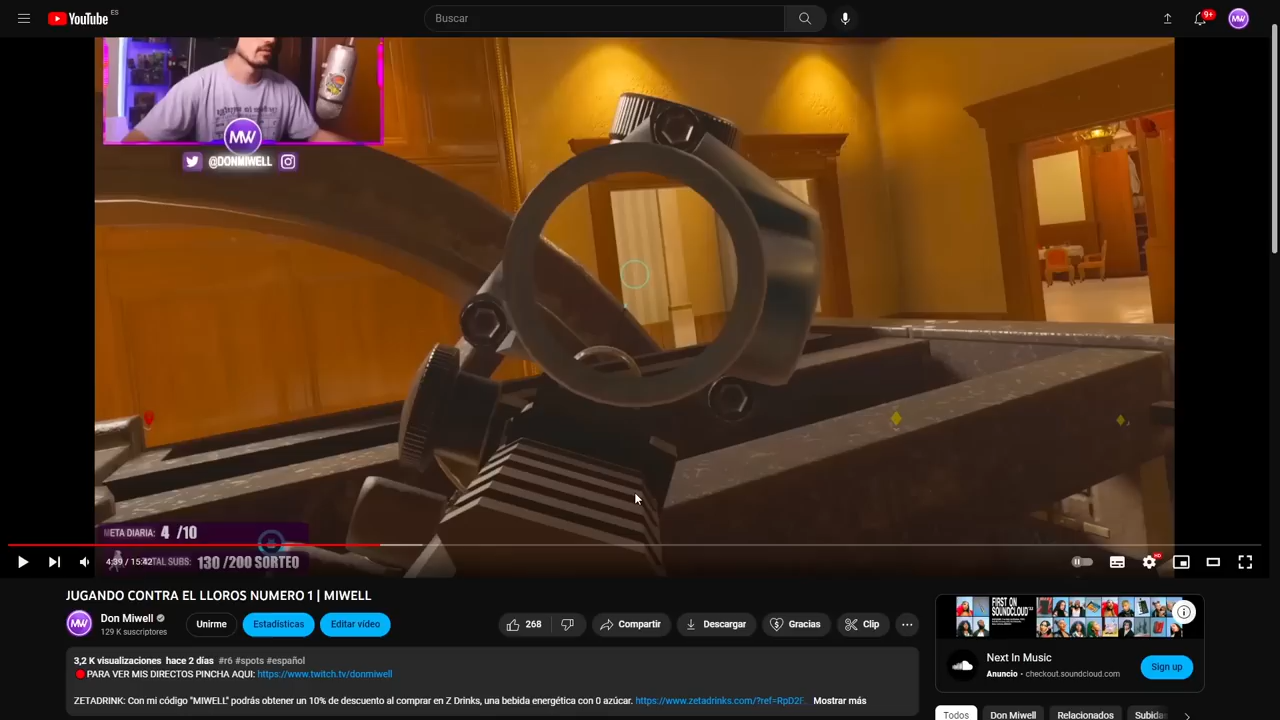 YouTube ES
Buscar
9+
MW
MW
@DONMIWELL
META DIARIA: 4 /10
TOTAL SUBS: 130 /200 SORTEO
4:39 / 15:42
HD
JUGANDO CONTRA EL LLOROS NUMERO 1 | MIWELL
MW
Don Miwell
129 K suscriptores
Unirme
Estadísticas
Editar vídeo
268
Compartir
Descargar
Gracias
Clip
3,2 K visualizaciones hace 2 días #r6 #spots #español
PARA VER MIS DIRECTOS PINCHA AQUI: https://www.twitch.tv/donmiwell
ZETADRINK: Con mi código "MIWELL" podrás obtener un 10% de descuento al comprar en Z Drinks, una bebida energética con 0 azúcar. https://www.zetadrinks.com/?ref=RpD2F... Mostrar más
FIRST ON
SOUNDCLOUD
Next In Music
Anuncio · checkout.soundcloud.com
Sign up
Todos
Don Miwell
Relacionados
Subida